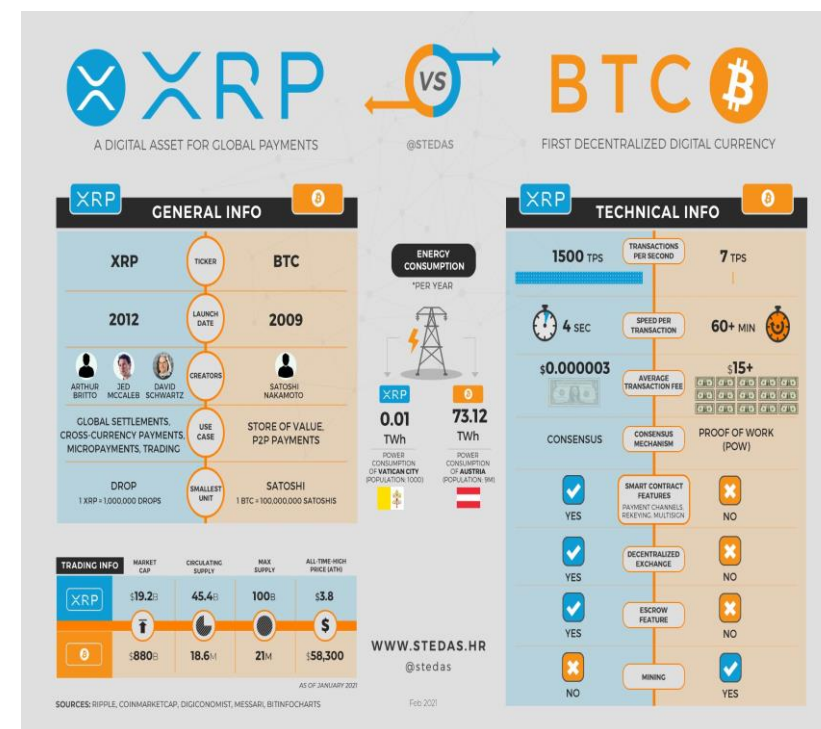 XRP
VS
BTC
A DIGITAL ASSET FOR GLOBAL PAYMENTS
@STEDAS
FIRST DECENTRALIZED DIGITAL CURRENCY
XRP
GENERAL INFO
XRP
TICKER
BTC
2012
LAUNCH
DATE
2009
ARTHUR
BRITTO
JED
MCCALEB
DAVID
SCHWARTZ
CREATORS
SATOSHI
NAKAMOTO
GLOBAL SETTLEMENTS,
CROSS-CURRENCY PAYMENTS,
MICROPAYMENTS, TRADING
USE
CASE
STORE OF VALUE,
P2P PAYMENTS
DROP
1 XRP = 1,000,000 DROPS
SMALLEST
UNIT
SATOSHI
1 BTC = 100,000,000 SATOSHIS
ENERGY
CONSUMPTION
*PER YEAR
XRP
0.01
TWh
POWER
CONSUMPTION
OF VATICAN CITY
(POPULATION: 1000)
73.12
TWh
POWER
CONSUMPTION
OF AUSTRIA
(POPULATION: 9M)
XRP
TECHNICAL INFO
1500 TPS
TRANSACTIONS
PER SECOND
7 TPS
4 SEC
SPEED PER
TRANSACTION
60+ MIN
$0.000003
AVERAGE
TRANSACTION FEE
$15+
CONSENSUS
CONSENSUS
MECHANISM
PROOF OF WORK
(POW)
YES
SMART CONTRACT
FEATURES
PAYMENT CHANNELS,
REKEYING, MULTISIGN
NO
YES
DECENTRALIZED
EXCHANGE
NO
YES
ESCROW
FEATURE
NO
NO
MINING
YES
TRADING INFO
MARKET
CAP
CIRCULATING
SUPPLY
MAX
SUPPLY
ALL-TIME-HIGH
PRICE (ATH)
XRP
$19.2B
45.4B
100B
$3.8
$
$880B
18.6M
21M
$58,300
AS OF JANUARY 2021
SOURCES: RIPPLE, COINMARKETCAP, DIGICONOMIST, MESSARI, BITINFOCHARTS
WWW.STEDAS.HR
@stedas
Feb 2021